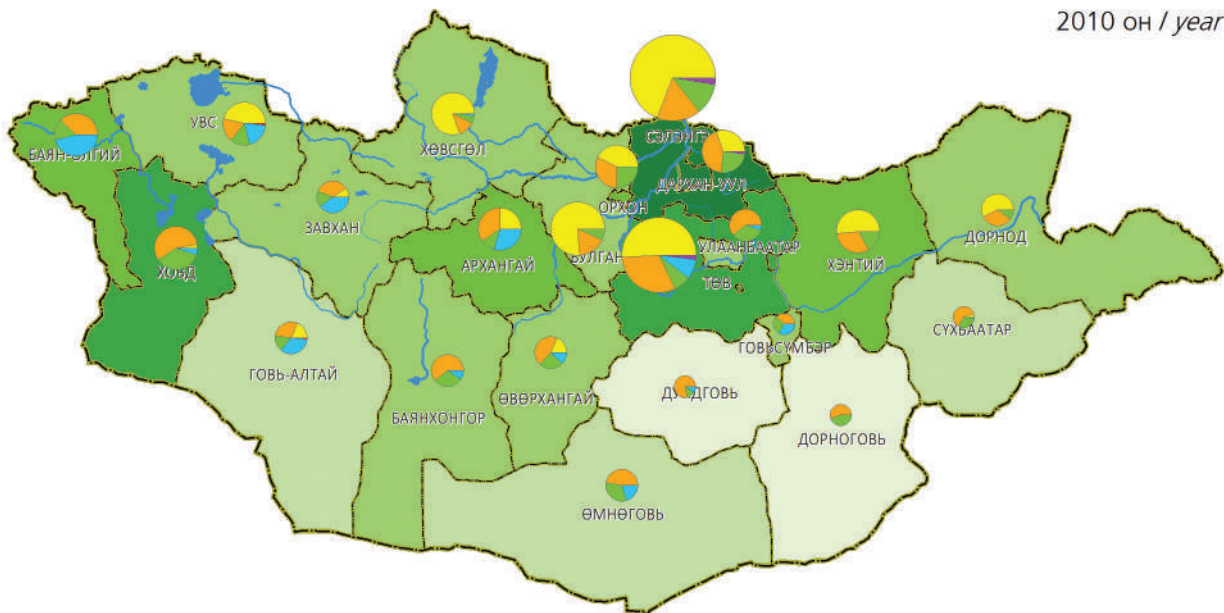 2010 он / year
УВС
БАЯН-ӨЛГИЙ
ХӨВСГӨЛ
СЭЛЭНГЭ
ДАРХАН-УУЛ
ОРХОН
ЗАВХАН
ХОВД
АРХАНГАЙ
БУЛГАН
УЛААНБААТАР
ТӨВ
ХЭНТИЙ
ДОРНОД
СҮХБААТАР
ГОВЬСҮМБЭР
ГОВЬ-АЛТАЙ
БАЯНХОНГОР
ӨВӨРХАНГАЙ
ДУНДГОВЬ
ДОРНОГОВЬ
ӨМНӨГОВЬ